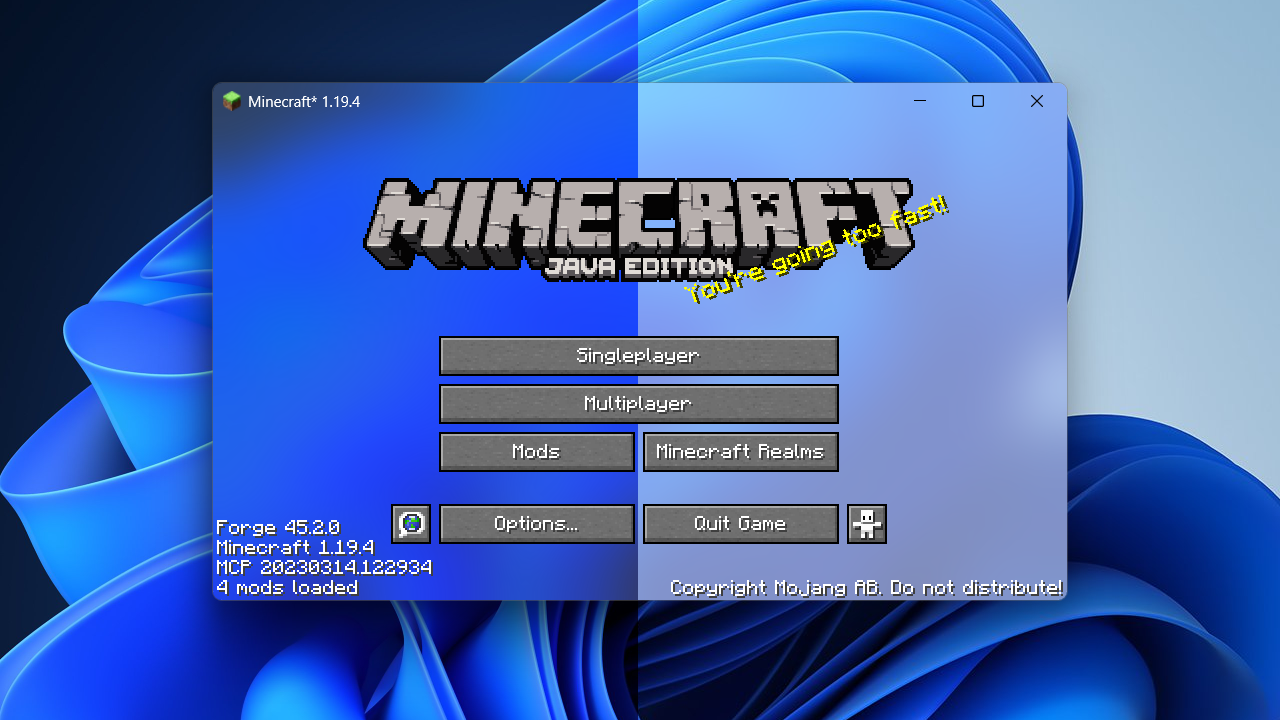 Minecraft* 1.19.4
MINECRAFT
JAVA EDITION
You're going too fast!
Singleplayer
Multiplayer
Mods
Minecraft Realms
Options...
Quit Game
Forge 45.2.0
Minecraft 1.19.4
MCP 20230314.122934
4 mods loaded
Copyright Mojang AB. Do not distribute!